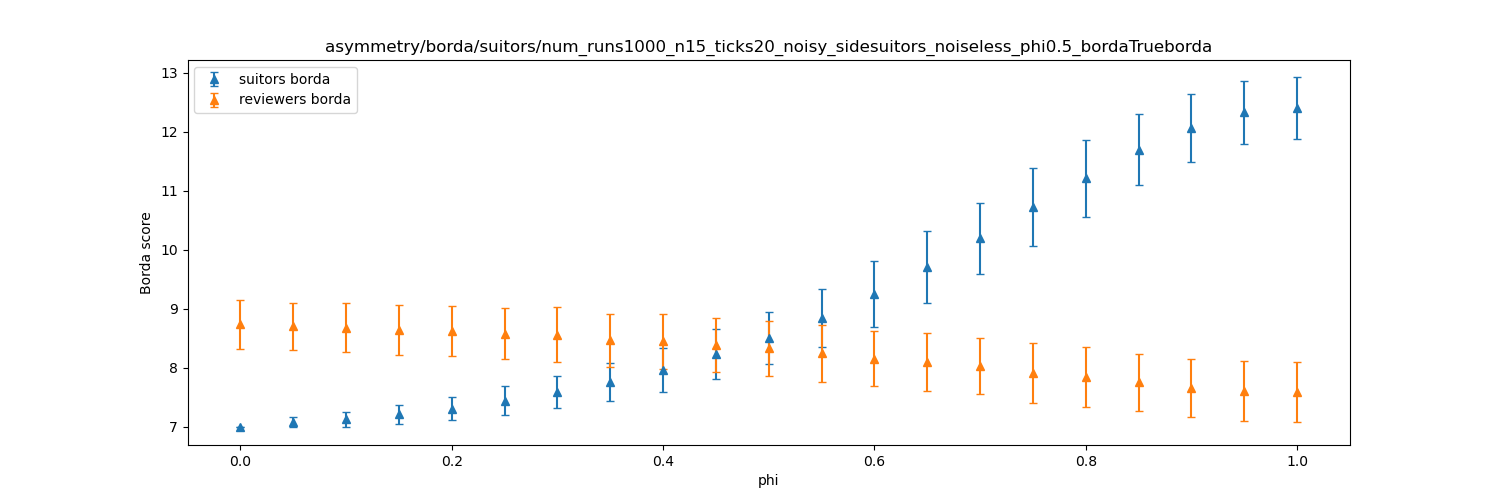 asymmetry/borda/suitors/num_runs1000_n15_ticks20_noisy_sidesuitors_noiseless_phi0.5_bordaTrueborda
suitors borda
reviewers borda
Borda score
13
12
11
10
9
8
7
0.0 0.2 0.4 0.6 0.8 1.0
phi